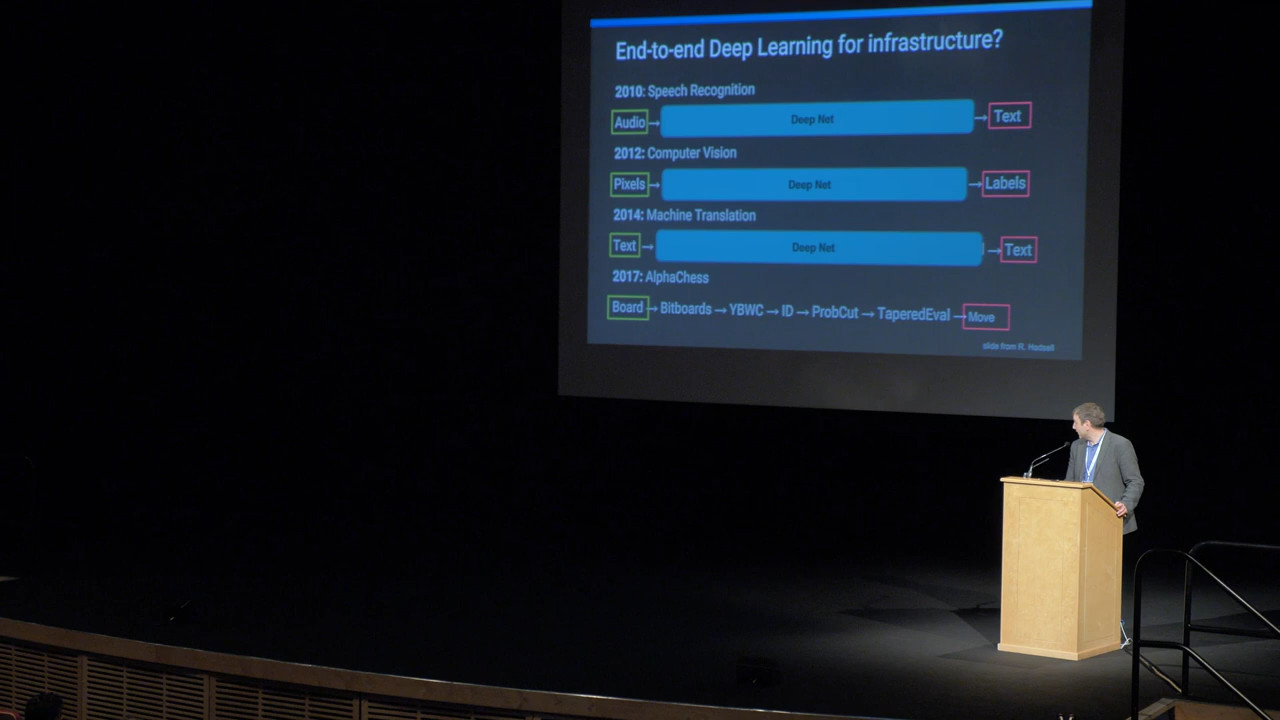 End-to-end Deep Learning for infrastructure?
2010: Speech Recognition
Audio → Deep Net → Text
2012: Computer Vision
Pixels → Deep Net → Labels
2014: Machine Translation
Text → Deep Net → Text
2017: AlphaChess
Board → Bitboards → YBWC → ID → ProbCut → TaperedEval → Move
slide from R. Hadsell